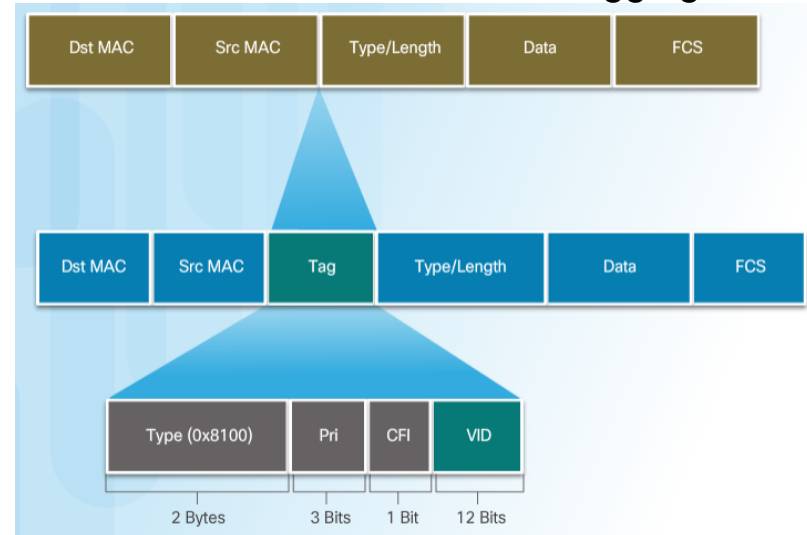 Dst MAC Src MAC Type/Length Data FCS
Dst MAC Src MAC Tag Type/Length Data FCS
Type (0x8100) Pri CFI VID
2 Bytes 3 Bits 1 Bit 12 Bits